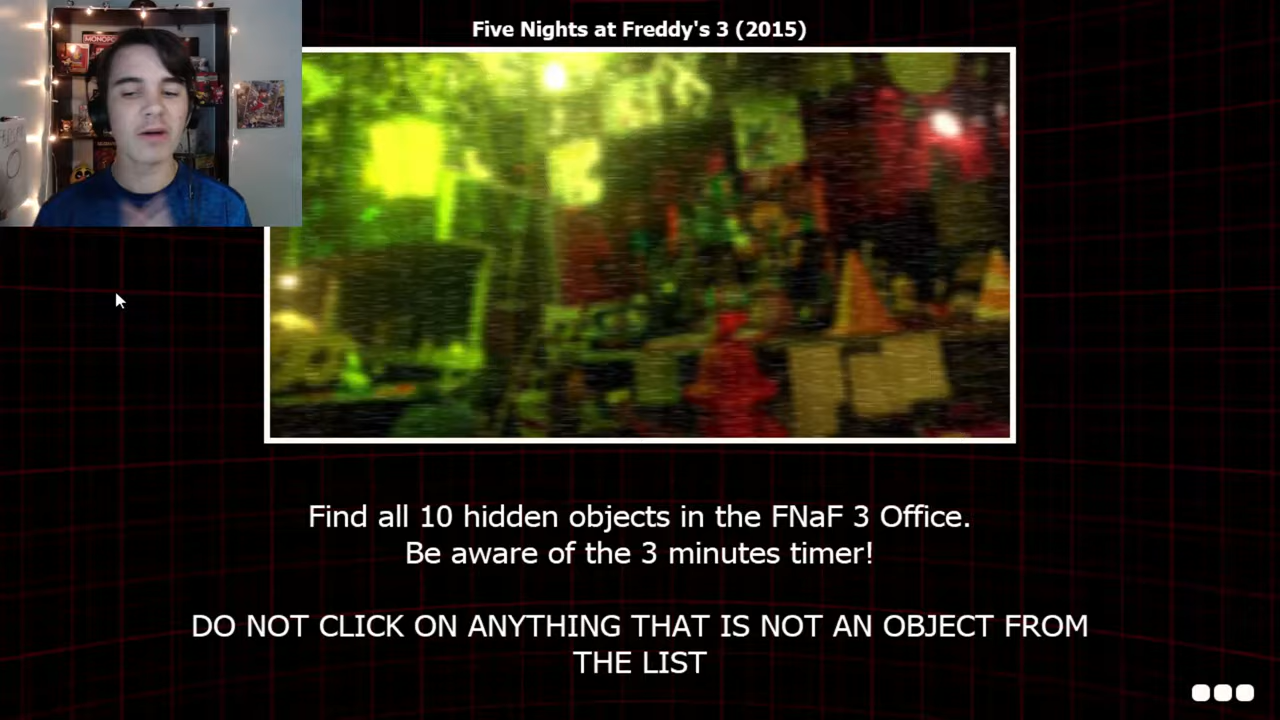 Five Nights at Freddy's 3 (2015)
MONOPOLY
Find all 10 hidden objects in the FNaF 3 Office.
Be aware of the 3 minutes timer!
DO NOT CLICK ON ANYTHING THAT IS NOT AN OBJECT FROM
THE LIST